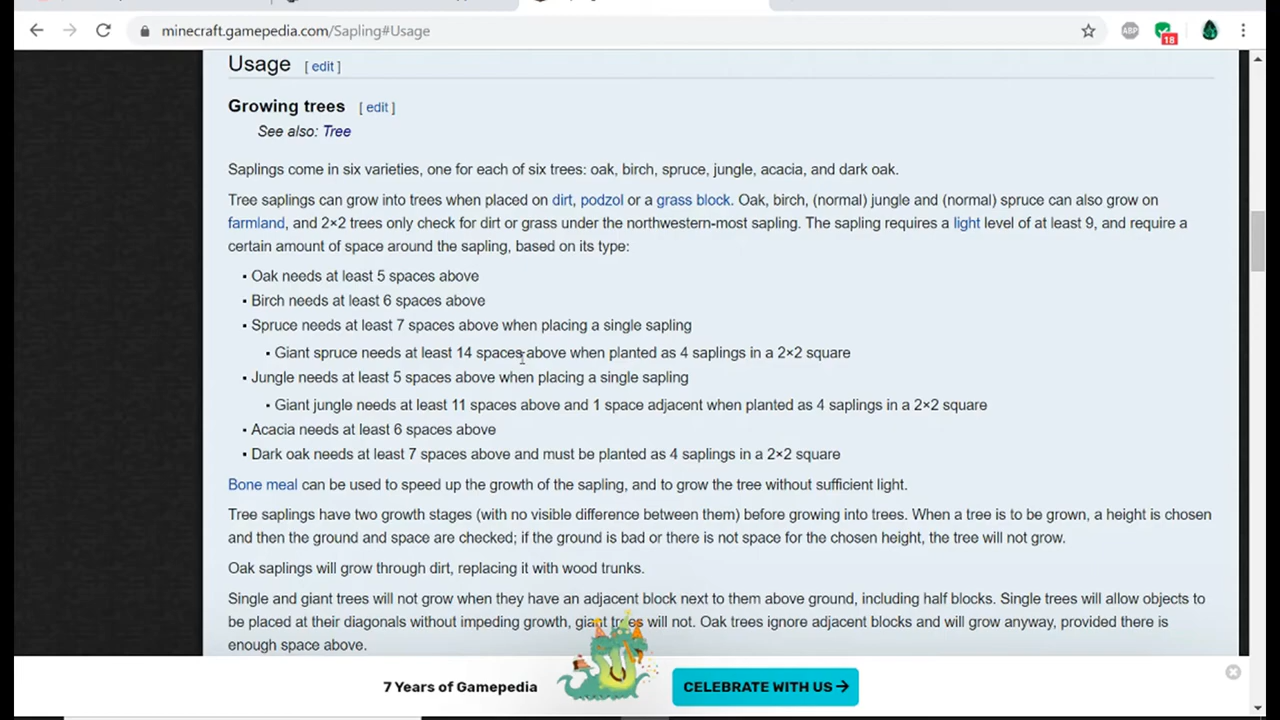 minecraft.gamepedia.com/Sapling#Usage
ABP
18
Usage [ edit ]
Growing trees [ edit ]
See also: Tree
Saplings come in six varieties, one for each of six trees: oak, birch, spruce, jungle, acacia, and dark oak.
Tree saplings can grow into trees when placed on dirt, podzol or a grass block. Oak, birch, (normal) jungle and (normal) spruce can also grow on
farmland, and 2×2 trees only check for dirt or grass under the northwestern-most sapling. The sapling requires a light level of at least 9, and require a
certain amount of space around the sapling, based on its type:
▪ Oak needs at least 5 spaces above
▪ Birch needs at least 6 spaces above
▪ Spruce needs at least 7 spaces above when placing a single sapling
▪ Giant spruce needs at least 14 spaces above when planted as 4 saplings in a 2×2 square
▪ Jungle needs at least 5 spaces above when placing a single sapling
▪ Giant jungle needs at least 11 spaces above and 1 space adjacent when planted as 4 saplings in a 2×2 square
▪ Acacia needs at least 6 spaces above
▪ Dark oak needs at least 7 spaces above and must be planted as 4 saplings in a 2×2 square
Bone meal can be used to speed up the growth of the sapling, and to grow the tree without sufficient light.
Tree saplings have two growth stages (with no visible difference between them) before growing into trees. When a tree is to be grown, a height is chosen
and then the ground and space are checked; if the ground is bad or there is not space for the chosen height, the tree will not grow.
Oak saplings will grow through dirt, replacing it with wood trunks.
Single and giant trees will not grow when they have an adjacent block next to them above ground, including half blocks. Single trees will allow objects to
be placed at their diagonals without impeding growth, giant trees will not. Oak trees ignore adjacent blocks and will grow anyway, provided there is
enough space above.
7 Years of Gamepedia
CELEBRATE WITH US →